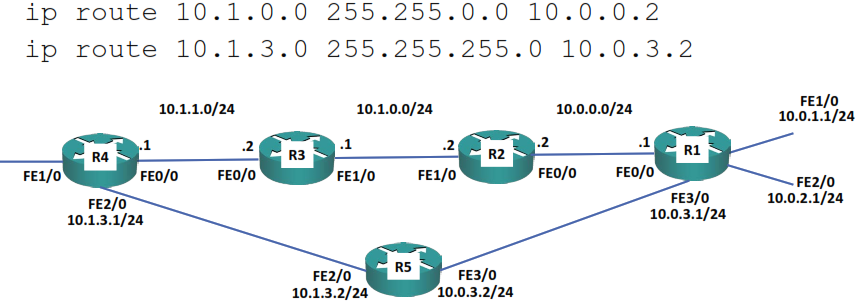 ip route 10.1.0.0 255.255.0.0 10.0.0.2
ip route 10.1.3.0 255.255.255.0 10.0.3.2
10.1.1.0/24
10.1.0.0/24
10.0.0.0/24
FE1/0
10.0.1.1/24
R4
.1
.2
R3
.1
.2
R2
.2
.1
R1
FE1/0
FE0/0
FE0/0
FE1/0
FE1/0
FE0/0
FE0/0
FE2/0
10.0.2.1/24
FE2/0
10.1.3.1/24
FE3/0
10.0.3.1/24
R5
FE2/0
10.1.3.2/24
FE3/0
10.0.3.2/24